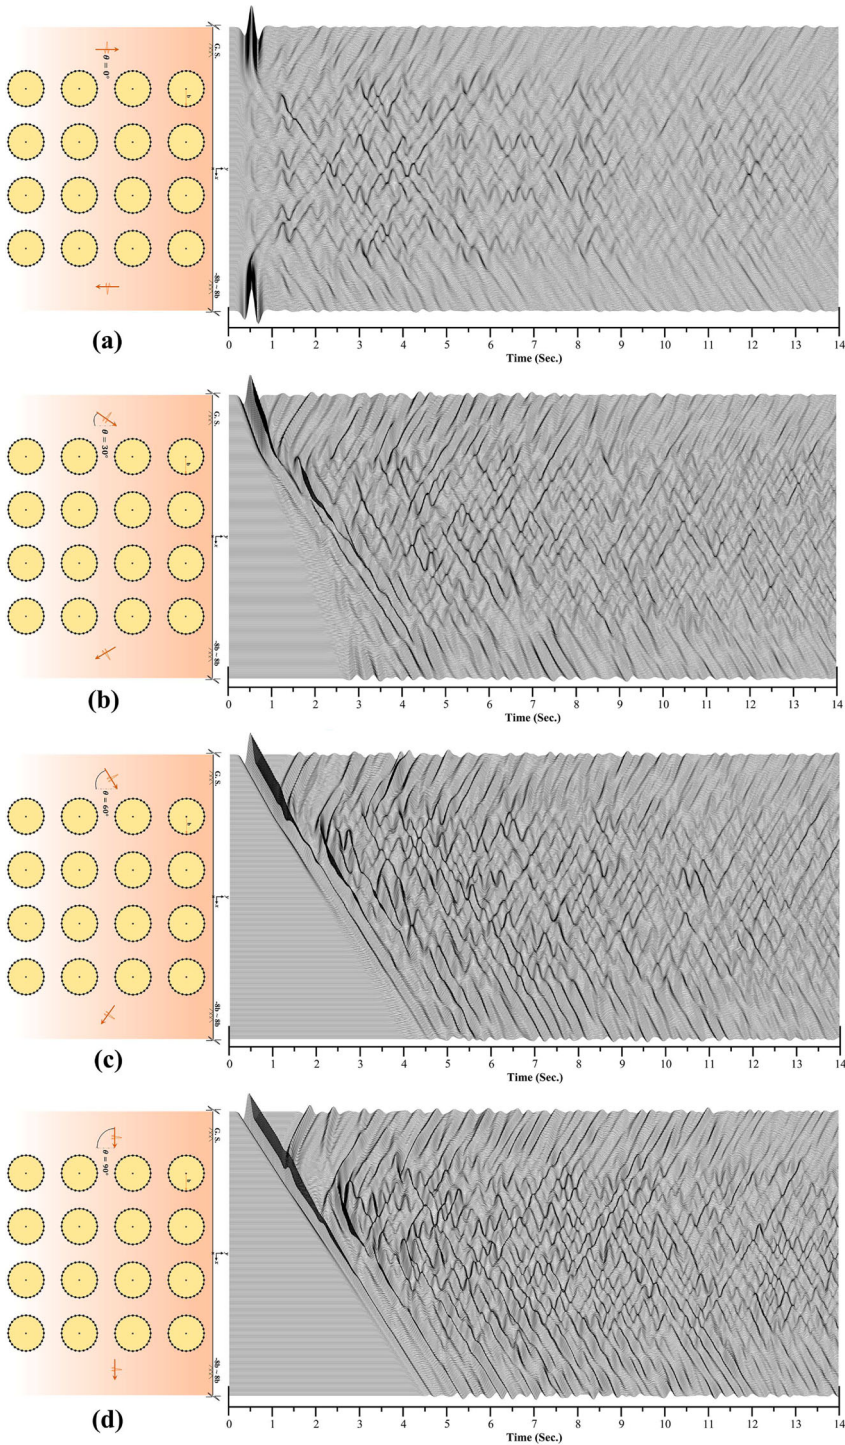 G. S.
θ = 0°
a
y
x
-8b ~ 8b
(a)
0 1 2 3 4 5 6 7 8 9 10 11 12 13 14
Time (Sec.)
G. S.
θ = 30°
a
y
x
-8b ~ 8b
(b)
0 1 2 3 4 5 6 7 8 9 10 11 12 13 14
Time (Sec.)
G. S.
θ = 60°
a
y
x
-8b ~ 8b
(c)
0 1 2 3 4 5 6 7 8 9 10 11 12 13 14
Time (Sec.)
G. S.
θ = 90°
a
y
x
-8b ~ 8b
(d)
0 1 2 3 4 5 6 7 8 9 10 11 12 13 14
Time (Sec.)